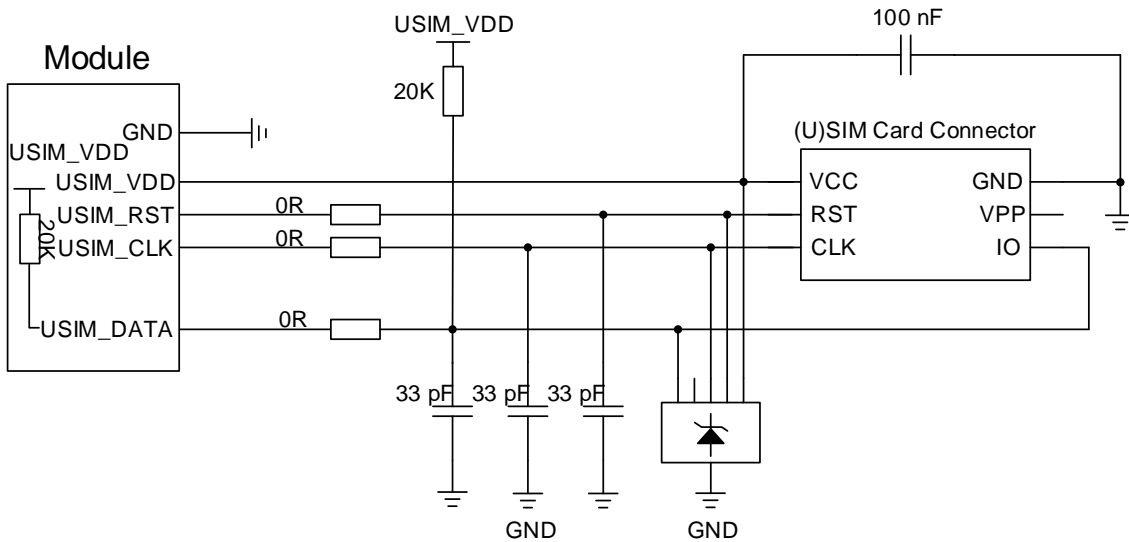 100 nF
USIM_VDD
Module
20K
(U)SIM Card Connector
GND
USIM_VDD
USIM_VDD
VCC
GND
USIM_RST
0R
RST
VPP
20K
USIM_CLK
0R
CLK
IO
USIM_DATA
0R
33 pF
33 pF
33 pF
GND
GND